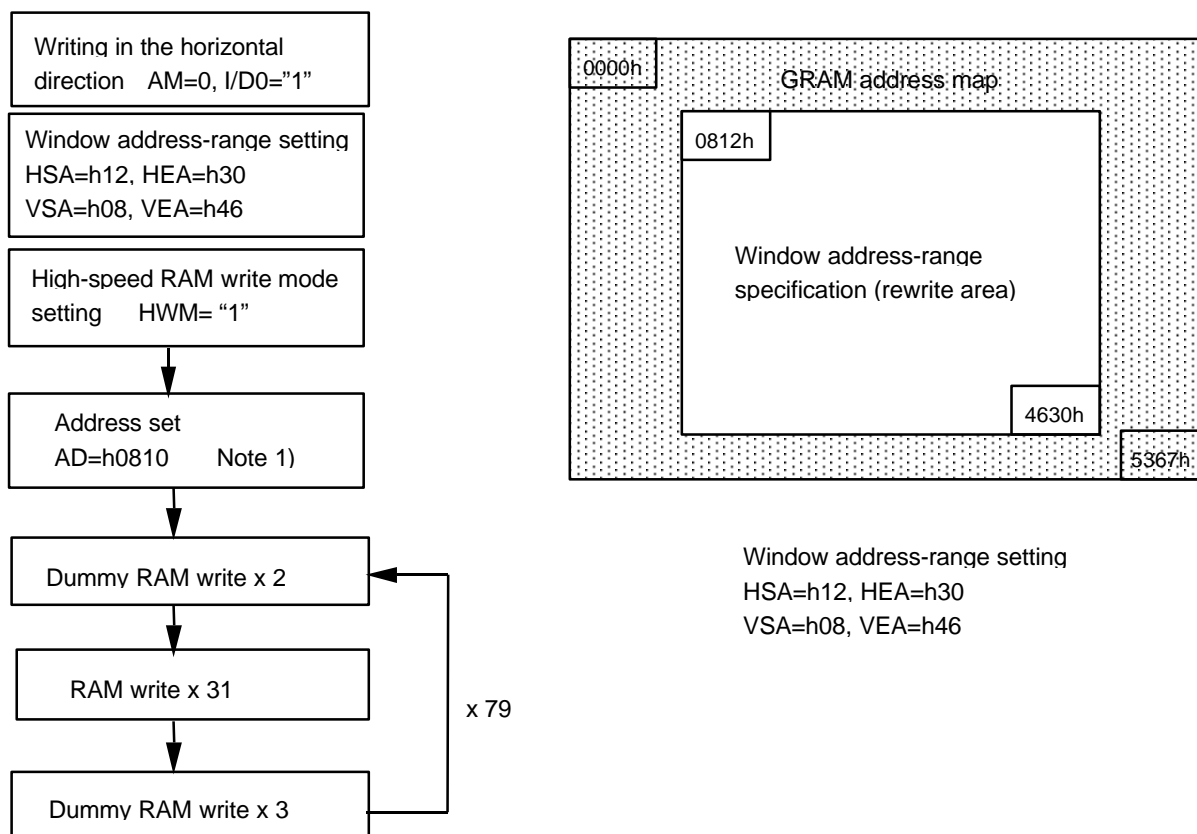 Writing in the horizontal
direction AM=0, I/D0="1"
Window address-range setting
HSA=h12, HEA=h30
VSA=h08, VEA=h46
High-speed RAM write mode
setting HWM= “1”
Address set
AD=h0810 Note 1)
Dummy RAM write x 2
RAM write x 31
Dummy RAM write x 3
x 79
0000h
GRAM address map
0812h
Window address-range
specification (rewrite area)
4630h
5367h
Window address-range setting
HSA=h12, HEA=h30
VSA=h08, VEA=h46